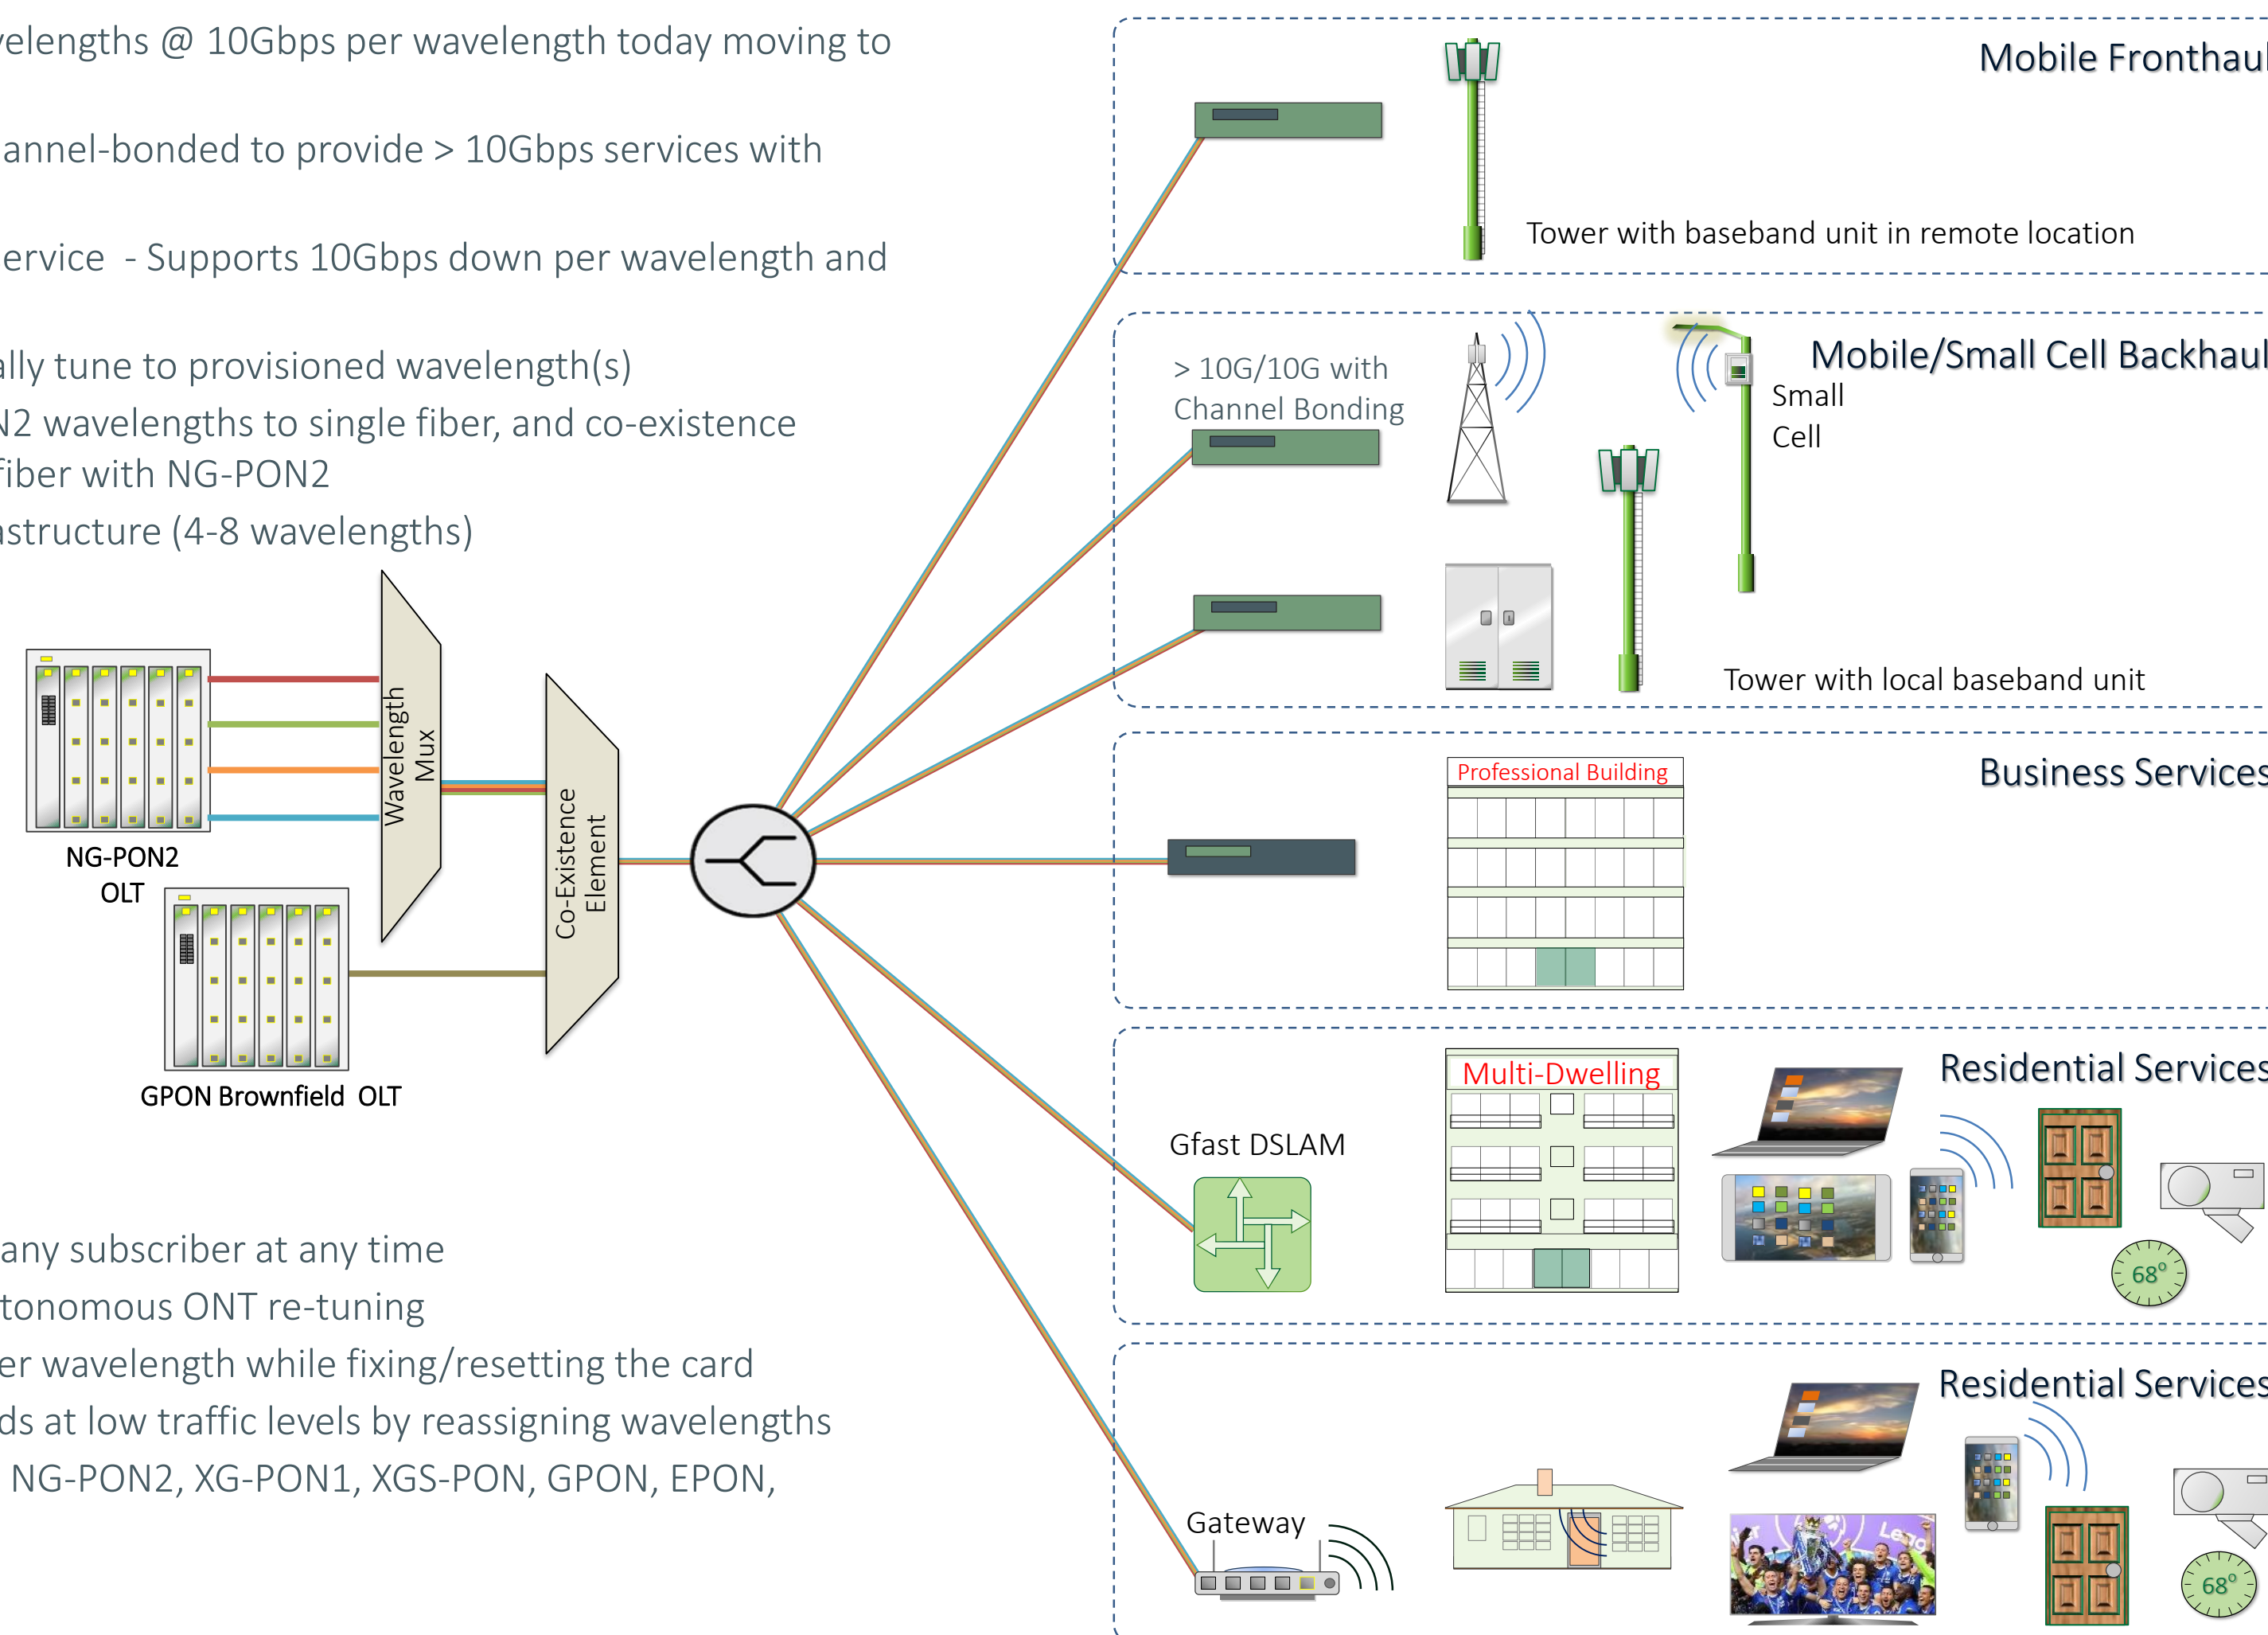 velengths @ 10Gbps per wavelength today moving to
annel-bonded to provide > 10Gbps services with
ervice - Supports 10Gbps down per wavelength and
ally tune to provisioned wavelength(s)
N2 wavelengths to single fiber, and co-existence
fiber with NG-PON2
astructure (4-8 wavelengths)
Wavelength
Mux
Co-Existence
Element
NG-PON2
OLT
GPON Brownfield OLT
any subscriber at any time
tonomous ONT re-tuning
er wavelength while fixing/resetting the card
ds at low traffic levels by reassigning wavelengths
NG-PON2, XG-PON1, XGS-PON, GPON, EPON,
Mobile Fronthaul
Tower with baseband unit in remote location
Mobile/Small Cell Backhaul
> 10G/10G with
Channel Bonding
Small
Cell
Tower with local baseband unit
Business Services
Professional Building
Residential Services
Multi-Dwelling
Gfast DSLAM
68°
Residential Services
Gateway
68°